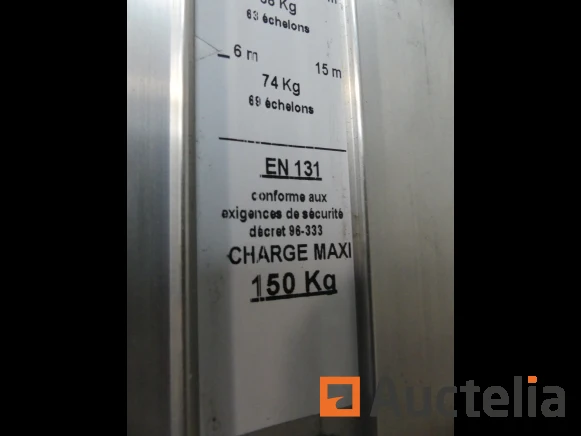 Kg m
63 échelons
6 m 15 m
74 Kg
69 échelons
EN 131
conforme aux
exigences de sécurité
décret 96-333
CHARGE MAXI
150 Kg
Auctelia